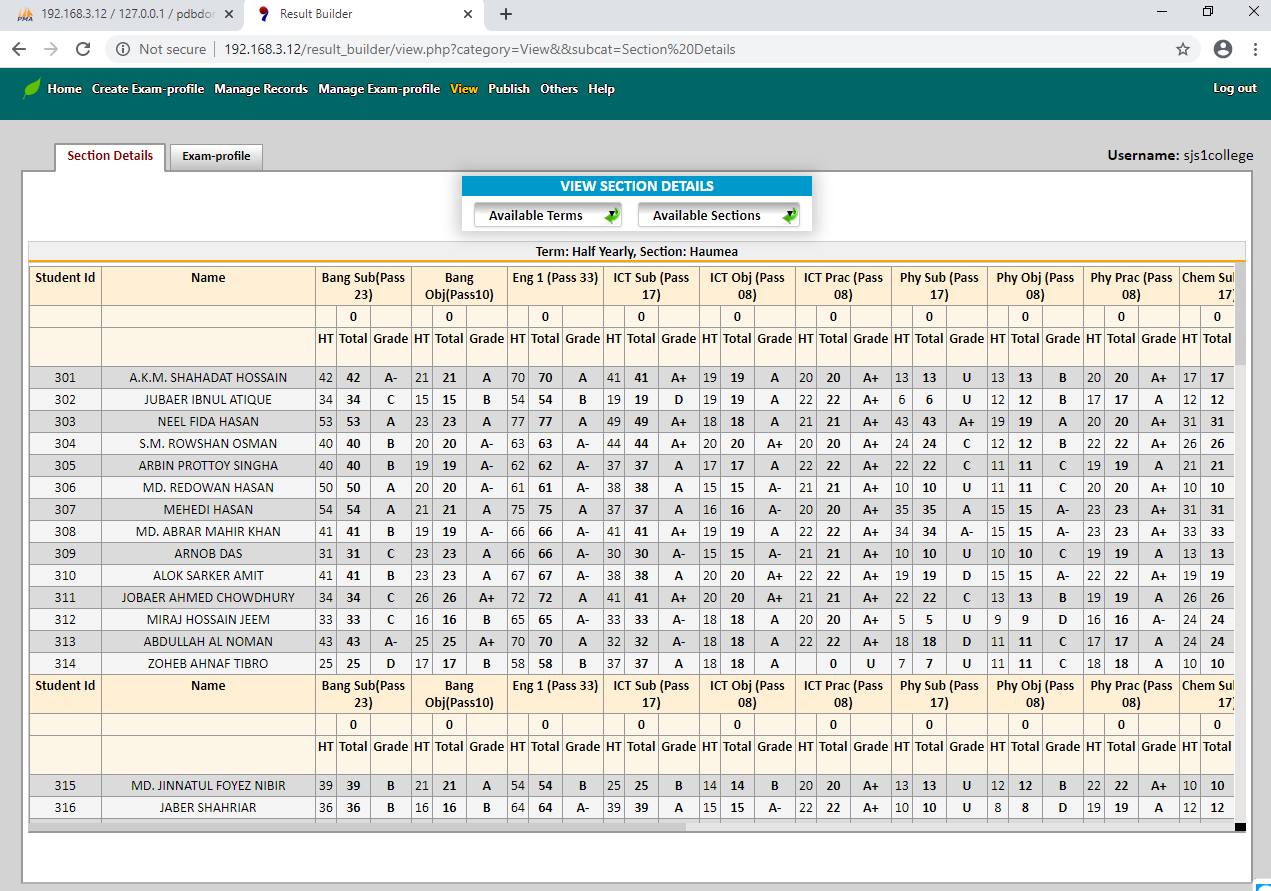 192.168.3.12 / 127.0.0.1 / pdbdor
Result Builder
Not secure 192.168.3.12/result_builder/view.php?category=View&&subcat=Section%20Details
Home Create Exam-profile Manage Records Manage Exam-profile View Publish Others Help Log out
Section Details Exam-profile Username: sjs1college
VIEW SECTION DETAILS
Available Terms Available Sections
Term: Half Yearly, Section: Haumea
Student Id Name Bang Sub(Pass 23) Bang Obj(Pass10) Eng 1 (Pass 33) ICT Sub (Pass 17) ICT Obj (Pass 08) ICT Prac (Pass 08) Phy Sub (Pass 17) Phy Obj (Pass 08) Phy Prac (Pass 08) Chem Su 17)
0 0 0 0 0 0 0 0 0 0
HT Total Grade HT Total Grade HT Total Grade HT Total Grade HT Total Grade HT Total Grade HT Total Grade HT Total Grade HT Total Grade HT Total
301 A.K.M. SHAHADAT HOSSAIN 42 42 A- 21 21 A 70 70 A 41 41 A+ 19 19 A 20 20 A+ 13 13 U 13 13 B 20 20 A+ 17 17
302 JUBAER IBNUL ATIQUE 34 34 C 15 15 B 54 54 B 19 19 D 19 19 A 22 22 A+ 6 6 U 12 12 B 17 17 A 12 12
303 NEEL FIDA HASAN 53 53 A 23 23 A 77 77 A 49 49 A+ 18 18 A 21 21 A+ 43 43 A+ 19 19 A 20 20 A+ 31 31
304 S.M. ROWSHAN OSMAN 40 40 B 20 20 A- 63 63 A- 44 44 A+ 20 20 A+ 20 20 A+ 24 24 C 12 12 B 22 22 A+ 26 26
305 ARBIN PROTTOY SINGHA 40 40 B 19 19 A- 62 62 A- 37 37 A 17 17 A 22 22 A+ 22 22 C 11 11 C 19 19 A 21 21
306 MD. REDOWAN HASAN 50 50 A 20 20 A- 61 61 A- 38 38 A 15 15 A- 21 21 A+ 10 10 U 11 11 C 20 20 A+ 10 10
307 MEHEDI HASAN 54 54 A 21 21 A 75 75 A 37 37 A 16 16 A- 20 20 A+ 35 35 A 15 15 A- 23 23 A+ 31 31
308 MD. ABRAR MAHIR KHAN 41 41 B 19 19 A- 66 66 A- 41 41 A+ 19 19 A 22 22 A+ 34 34 A- 15 15 A- 23 23 A+ 33 33
309 ARNOB DAS 31 31 C 23 23 A 66 66 A- 30 30 A- 15 15 A- 21 21 A+ 10 10 U 10 10 C 19 19 A 13 13
310 ALOK SARKER AMIT 41 41 B 23 23 A 67 67 A- 38 38 A 20 20 A+ 22 22 A+ 19 19 D 15 15 A- 22 22 A+ 19 19
311 JOBAER AHMED CHOWDHURY 34 34 C 26 26 A+ 72 72 A 41 41 A+ 20 20 A+ 21 21 A+ 22 22 C 13 13 B 19 19 A 26 26
312 MIRAJ HOSSAIN JEEM 33 33 C 16 16 B 65 65 A- 33 33 A- 18 18 A 20 20 A+ 5 5 U 9 9 D 16 16 A- 24 24
313 ABDULLAH AL NOMAN 43 43 A- 25 25 A+ 70 70 A 32 32 A- 18 18 A 22 22 A+ 18 18 D 11 11 C 17 17 A 24 24
314 ZOHEB AHNAF TIBRO 25 25 D 17 17 B 58 58 B 37 37 A 18 18 A 0 U 7 7 U 11 11 C 18 18 A 10 10
Student Id Name Bang Sub(Pass 23) Bang Obj(Pass10) Eng 1 (Pass 33) ICT Sub (Pass 17) ICT Obj (Pass 08) ICT Prac (Pass 08) Phy Sub (Pass 17) Phy Obj (Pass 08) Phy Prac (Pass 08) Chem Su 17)
0 0 0 0 0 0 0 0 0 0
HT Total Grade HT Total Grade HT Total Grade HT Total Grade HT Total Grade HT Total Grade HT Total Grade HT Total Grade HT Total Grade HT Total
315 MD. JINNATUL FOYEZ NIBIR 39 39 B 21 21 A 54 54 B 25 25 B 14 14 B 20 20 A+ 13 13 U 12 12 B 22 22 A+ 10 10
316 JABER SHAHRIAR 36 36 B 16 16 B 64 64 A- 39 39 A 15 15 A- 22 22 A+ 10 10 U 8 8 D 19 19 A 12 12